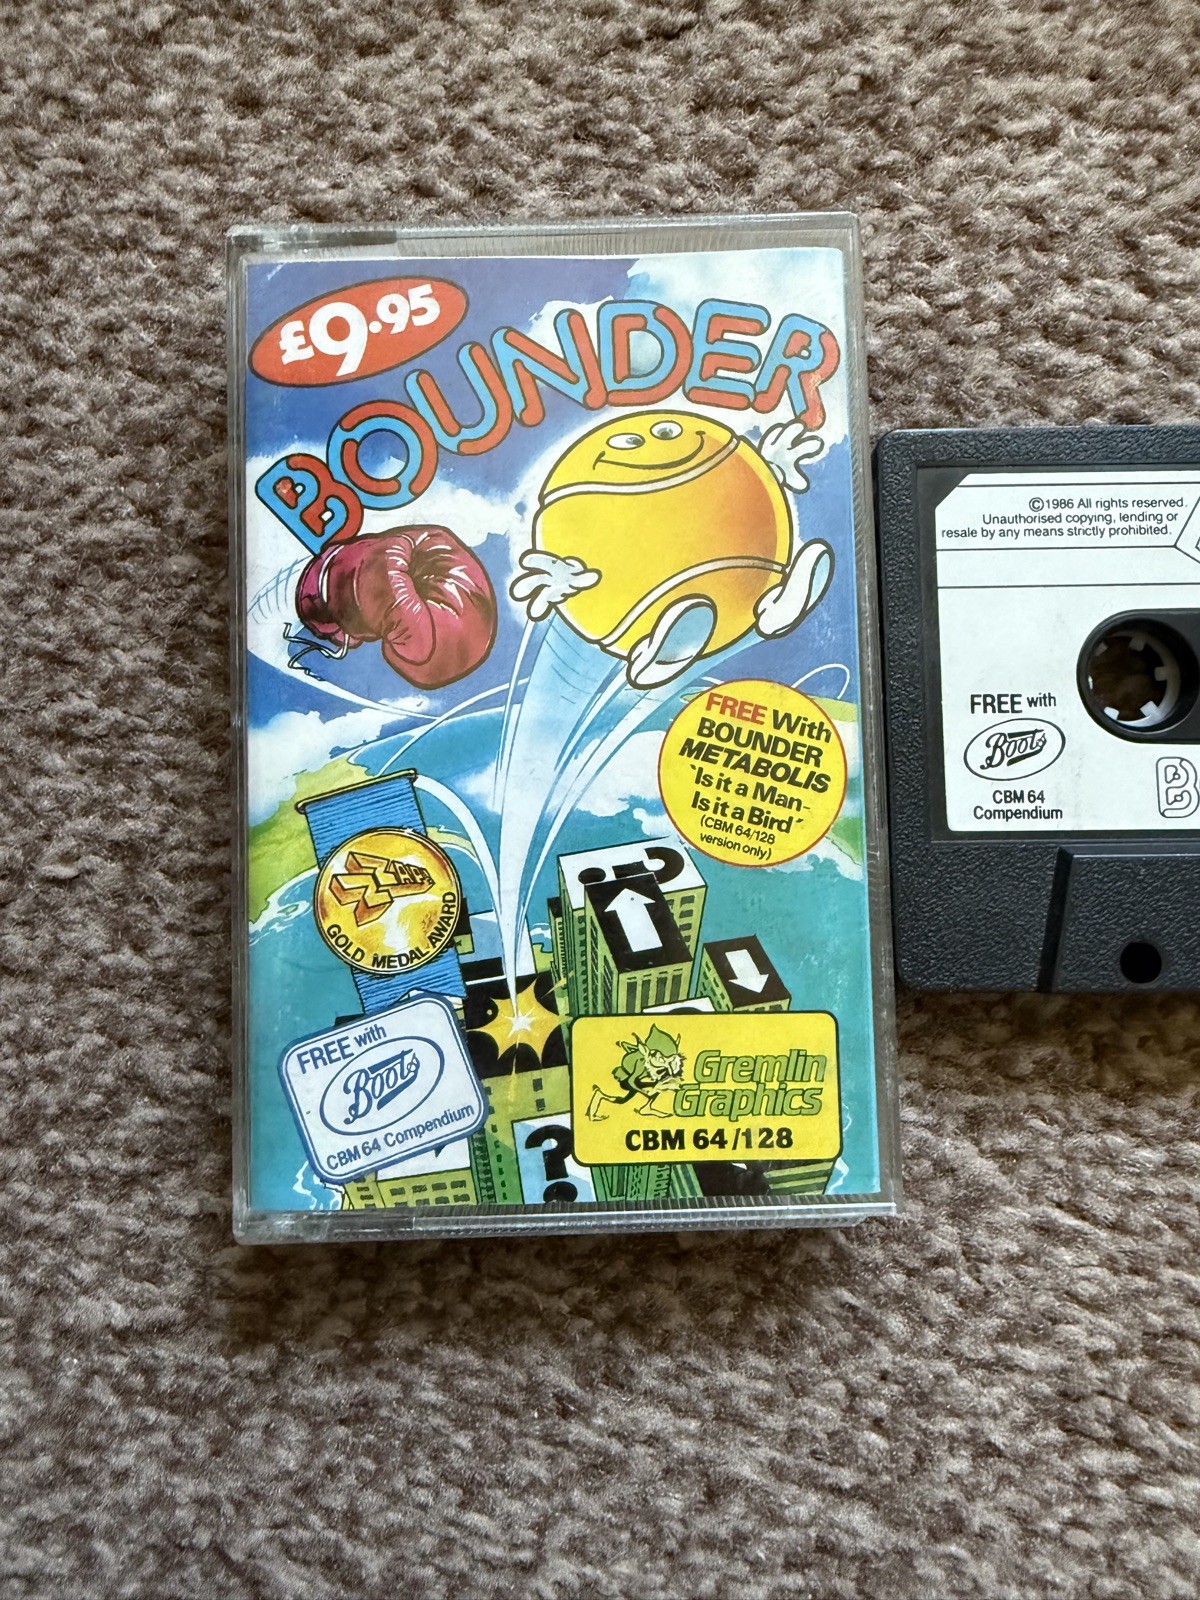 £9.95
BOUNDER
FREE With
BOUNDER
METABOLIS
'Is it a Man-
Is it a Bird'
(CBM 64/128
version only)
ZZAP!
GOLD MEDAL AWARD
FREE with
Boots
CBM 64 Compendium
Gremlin
Graphics
CBM 64/128
?
?
©1986 All rights reserved.
Unauthorised copying, lending or
resale by any means strictly prohibited.
FREE with
Boots
CBM 64
Compendium
B